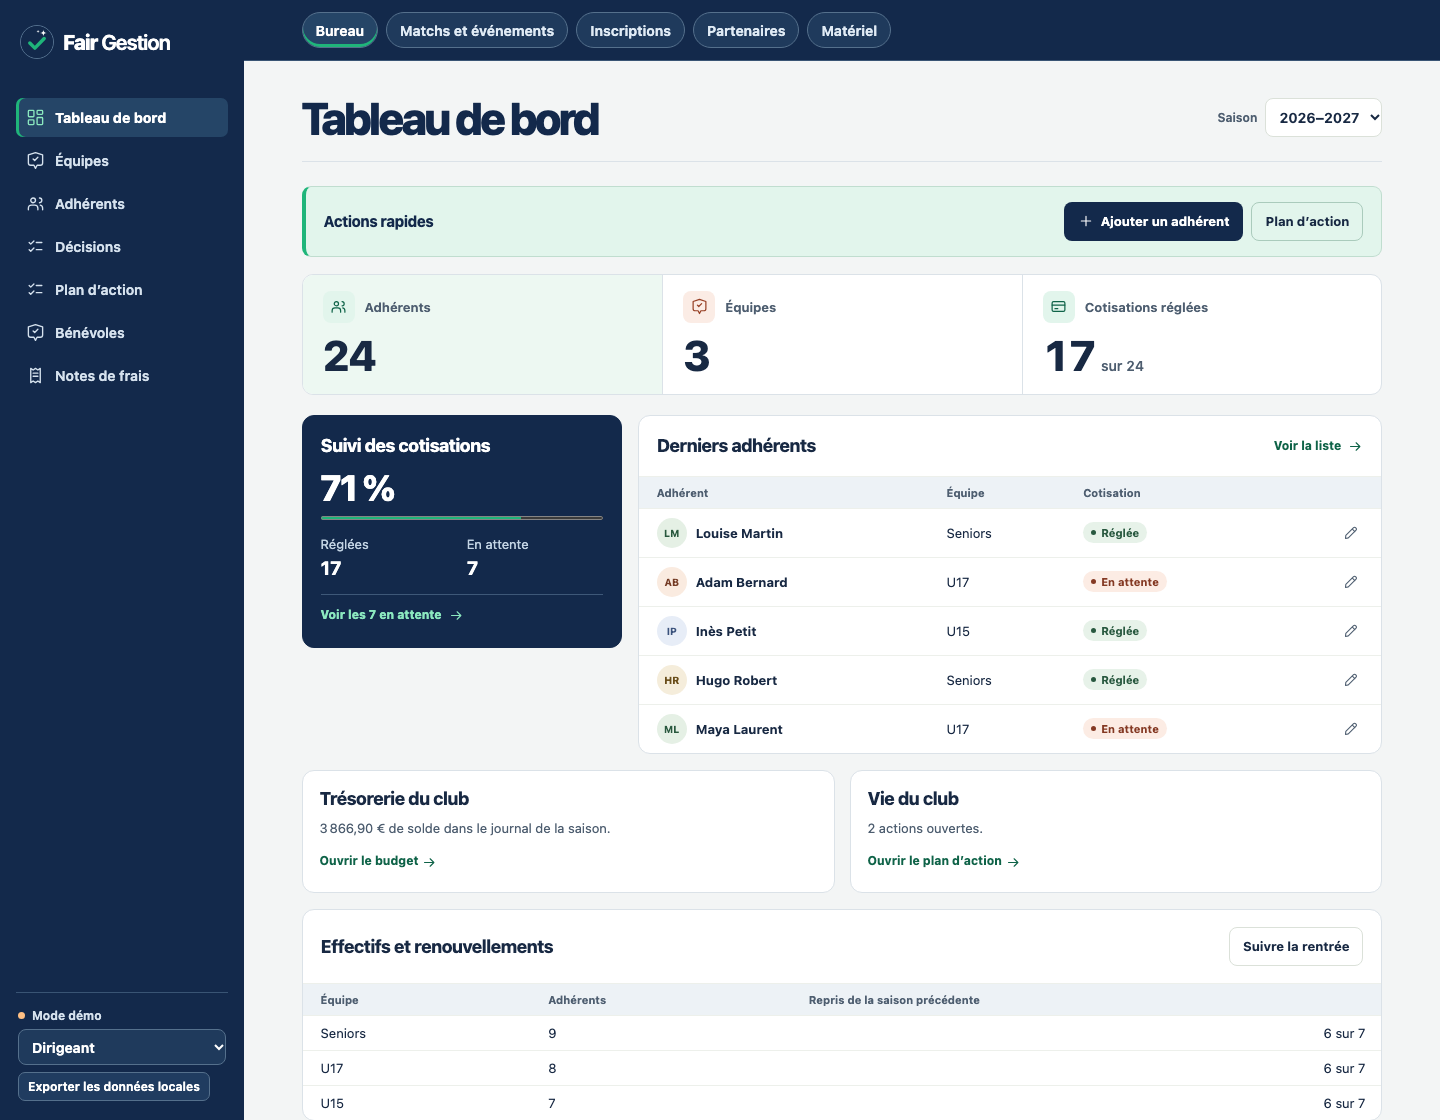 Fair Gestion
Bureau
Matchs et événements
Inscriptions
Partenaires
Matériel
Tableau de bord
Équipes
Adhérents
Décisions
Plan d’action
Bénévoles
Notes de frais
Mode démo
Dirigeant
Exporter les données locales
Tableau de bord
Saison 2026–2027
Actions rapides
Ajouter un adhérent
Plan d’action
Adhérents
24
Équipes
3
Cotisations réglées
17 sur 24
Suivi des cotisations
71 %
Réglées En attente
17 7
Voir les 7 en attente →
Derniers adhérents
Voir la liste →
Adhérent Équipe Cotisation
LM Louise Martin Seniors Réglée
AB Adam Bernard U17 En attente
IP Inès Petit U15 Réglée
HR Hugo Robert Seniors Réglée
ML Maya Laurent U17 En attente
Trésorerie du club
3 866,90 € de solde dans le journal de la saison.
Ouvrir le budget →
Vie du club
2 actions ouvertes.
Ouvrir le plan d’action →
Effectifs et renouvellements
Suivre la rentrée
Équipe Adhérents Repris de la saison précédente
Seniors 9 6 sur 7
U17 8 6 sur 7
U15 7 6 sur 7